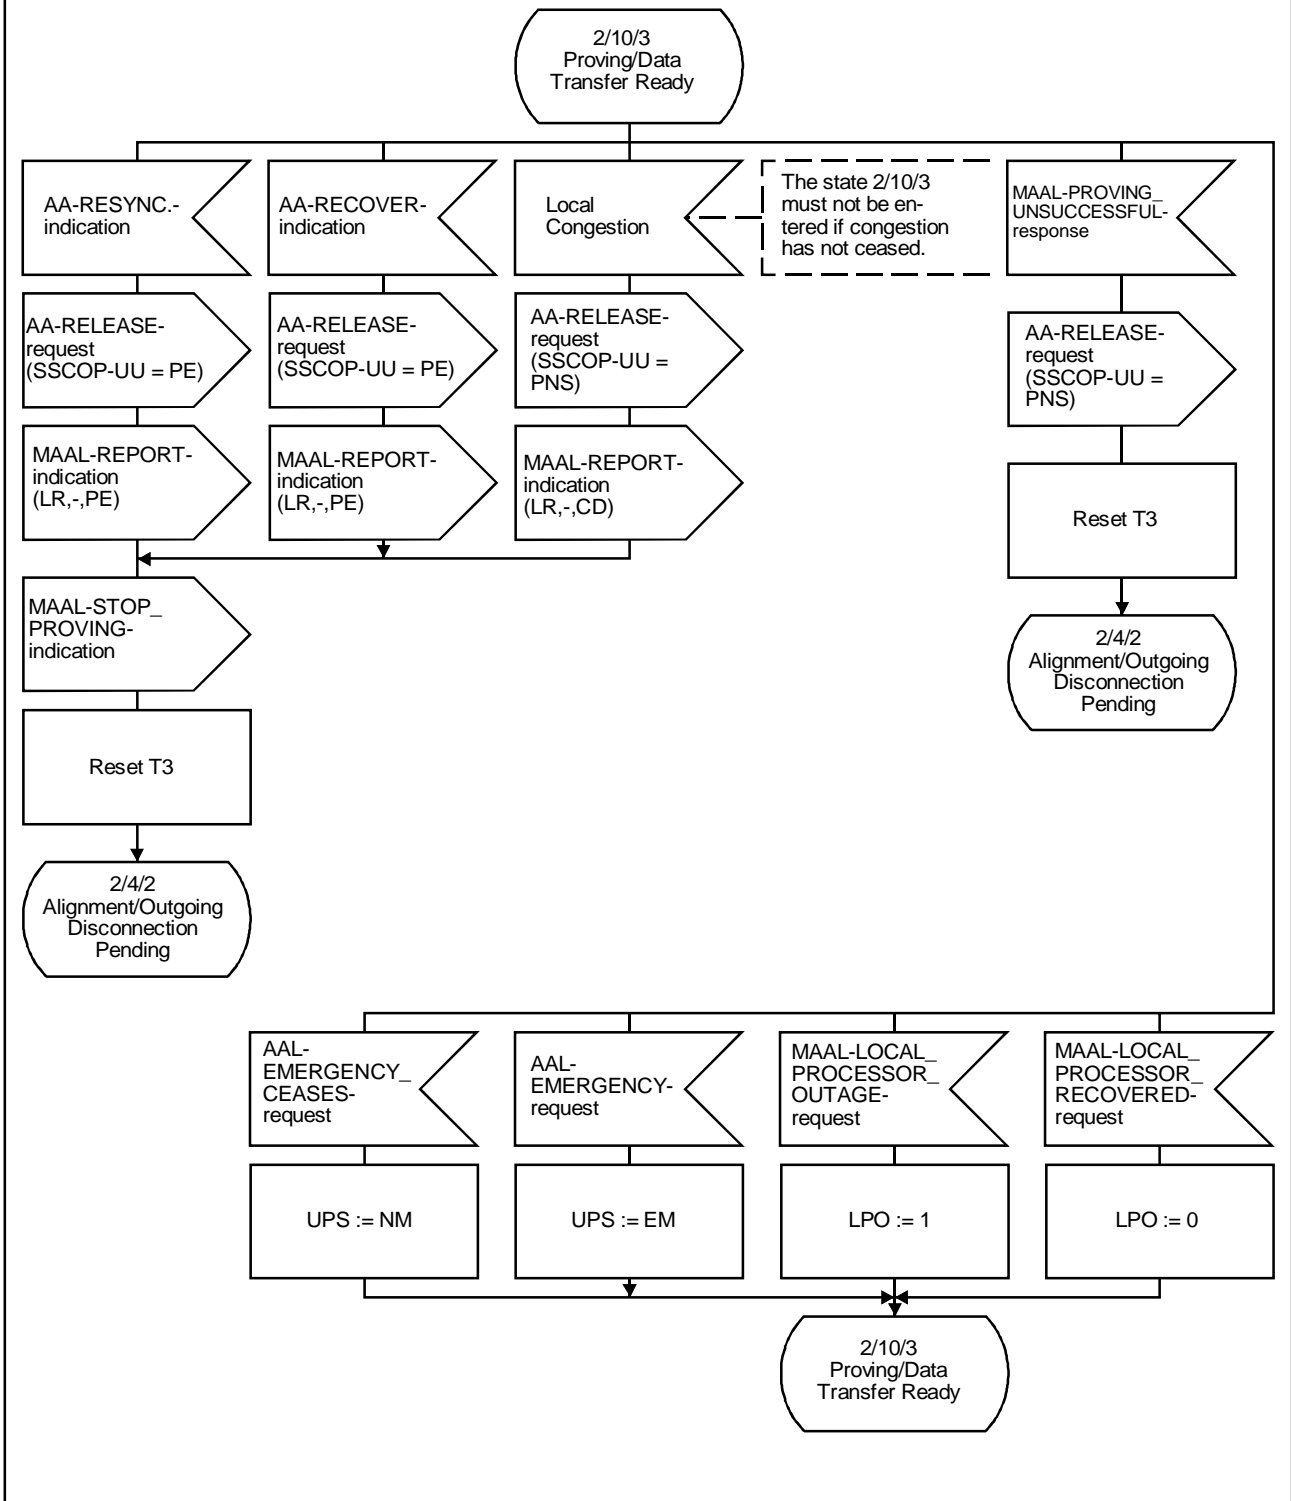 2/10/3
Proving/Data
Transfer Ready
AA-RESYNC.-
indication
AA-RECOVER-
indication
Local
Congestion
The state 2/10/3
must not be en-
tered if congestion
has not ceased.
MAAL-PROVING_
UNSUCCESSFUL-
response
AA-RELEASE-
request
(SSCOP-UU = PE)
AA-RELEASE-
request
(SSCOP-UU = PE)
AA-RELEASE-
request
(SSCOP-UU =
PNS)
AA-RELEASE-
request
(SSCOP-UU =
PNS)
MAAL-REPORT-
indication
(LR,-,PE)
MAAL-REPORT-
indication
(LR,-,PE)
MAAL-REPORT-
indication
(LR,-,CD)
Reset T3
MAAL-STOP_
PROVING-
indication
2/4/2
Alignment/Outgoing
Disconnection
Pending
Reset T3
2/4/2
Alignment/Outgoing
Disconnection
Pending
AAL-
EMERGENCY_
CEASES-
request
AAL-
EMERGENCY-
request
MAAL-LOCAL_
PROCESSOR_
OUTAGE-
request
MAAL-LOCAL_
PROCESSOR_
RECOVERED-
request
UPS := NM
UPS := EM
LPO := 1
LPO := 0
2/10/3
Proving/Data
Transfer Ready